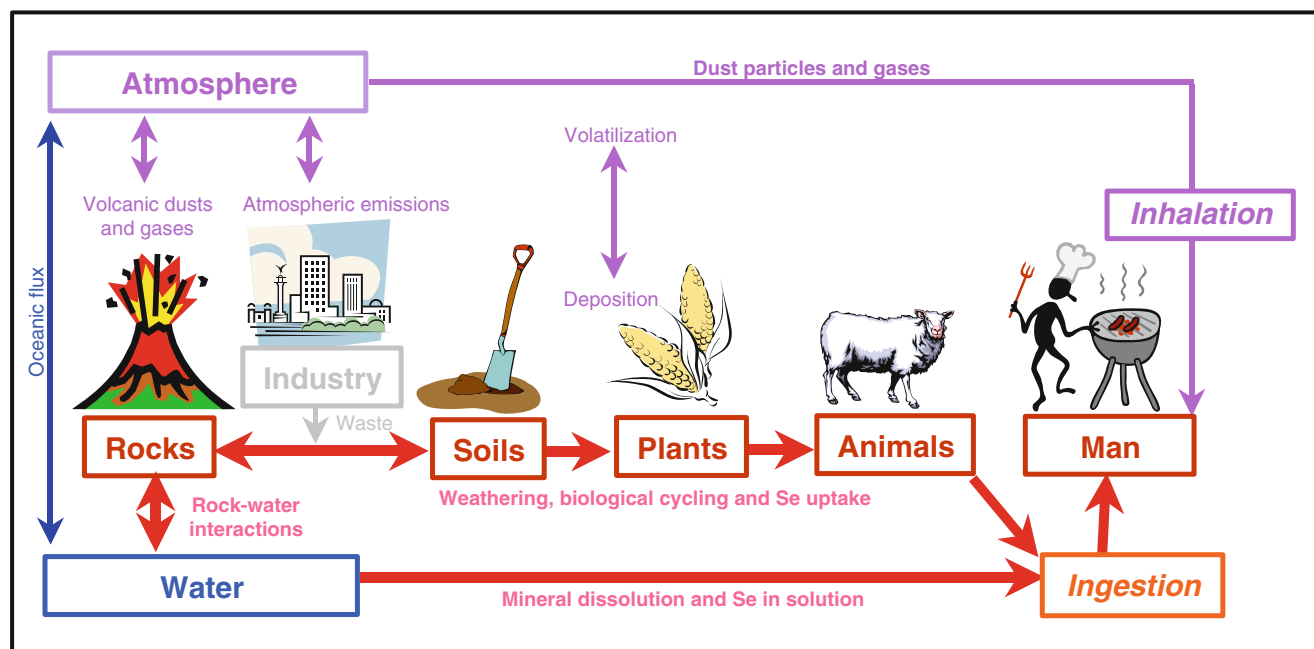 Atmosphere
Dust particles and gases
Oceanic flux
Volcanic dusts
and gases
Atmospheric emissions
Volatilization
Deposition
Inhalation
Industry
Waste
Rocks
Soils
Plants
Animals
Man
Weathering, biological cycling and Se uptake
Rock-water
interactions
Water
Mineral dissolution and Se in solution
Ingestion